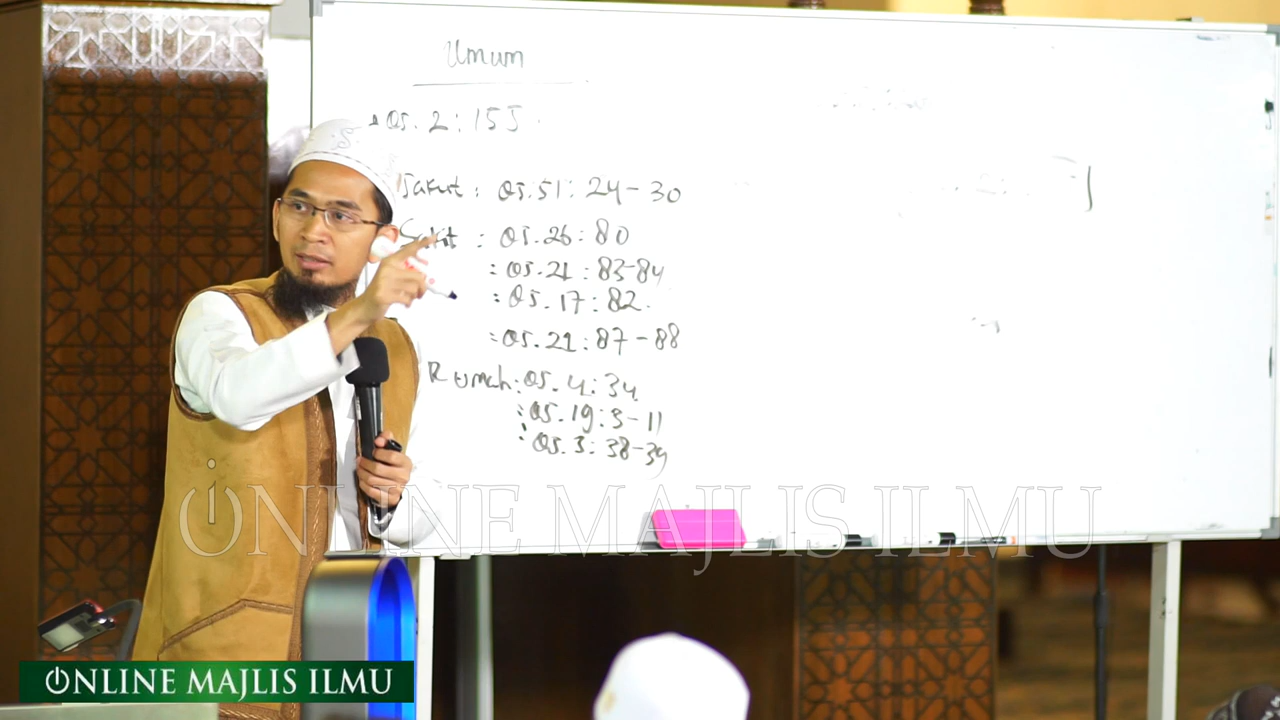 Umum
QS. 2 : 155
Takut : QS. 51 : 24 - 30
Sakit : QS. 26 : 80
: QS. 21 : 83-84
: QS. 17 : 82.
: QS. 21 : 87 - 88
Rumah : QS. 4 : 34
: QS. 19 : 3 - 11
: QS. 3 : 38-39
ONLINE MAJLIS ILMU
ONLINE MAJLIS ILMU